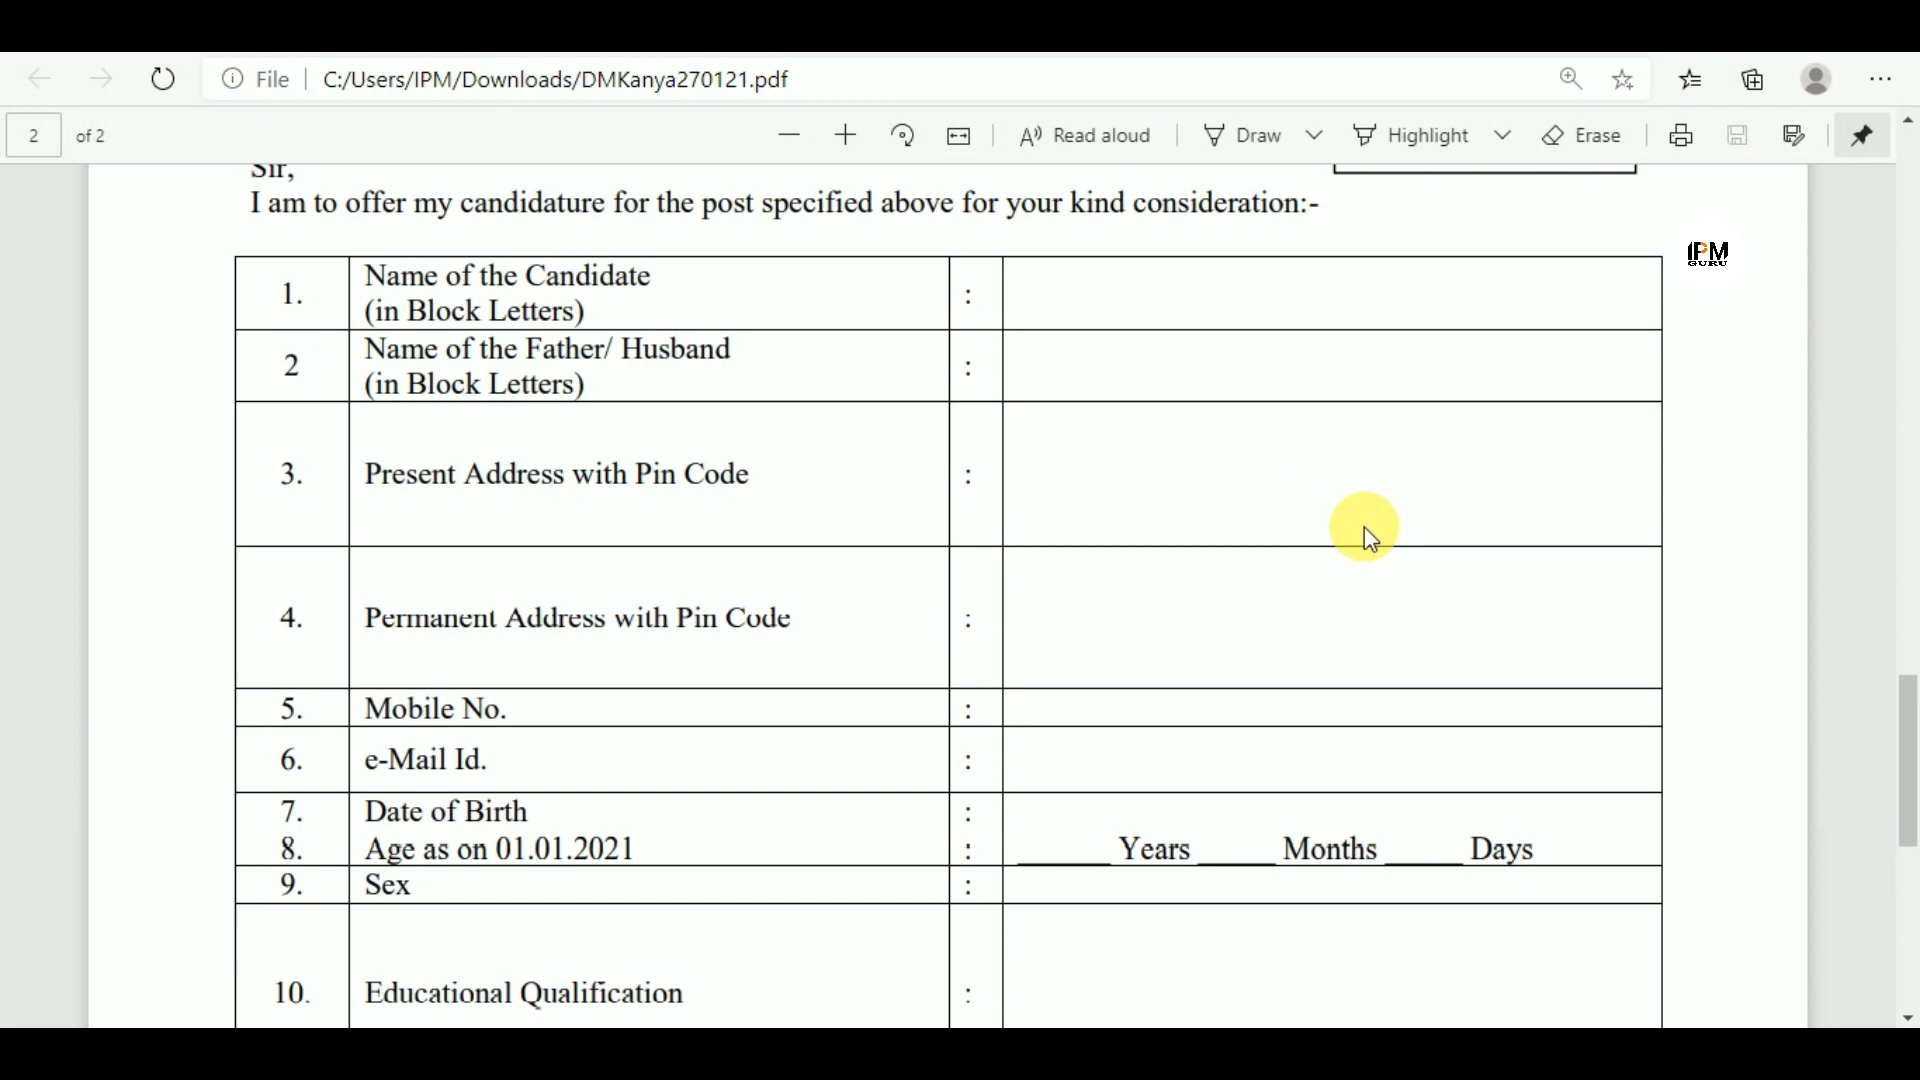 File
C:/Users/IPM/Downloads/DMKanya270121.pdf
2 of 2
Read aloud
Draw
Highlight
Erase
Sir,
I am to offer my candidature for the post specified above for your kind consideration:-
IPM
GURU
1. Name of the Candidate
(in Block Letters) :
2 Name of the Father/ Husband
(in Block Letters) :
3. Present Address with Pin Code :
4. Permanent Address with Pin Code :
5. Mobile No. :
6. e-Mail Id. :
7. Date of Birth :
8. Age as on 01.01.2021 : ______ Years _____ Months _____ Days
9. Sex :
10. Educational Qualification :